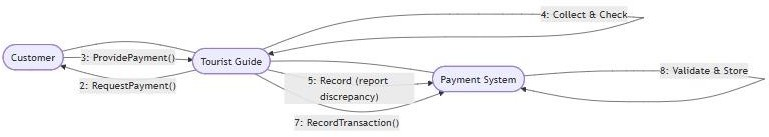 4: Collect & Check
Customer
3: ProvidePayment()
Tourist Guide
8: Validate & Store
2: RequestPayment()
5: Record (report
discrepancy)
Payment System
7: RecordTransaction()